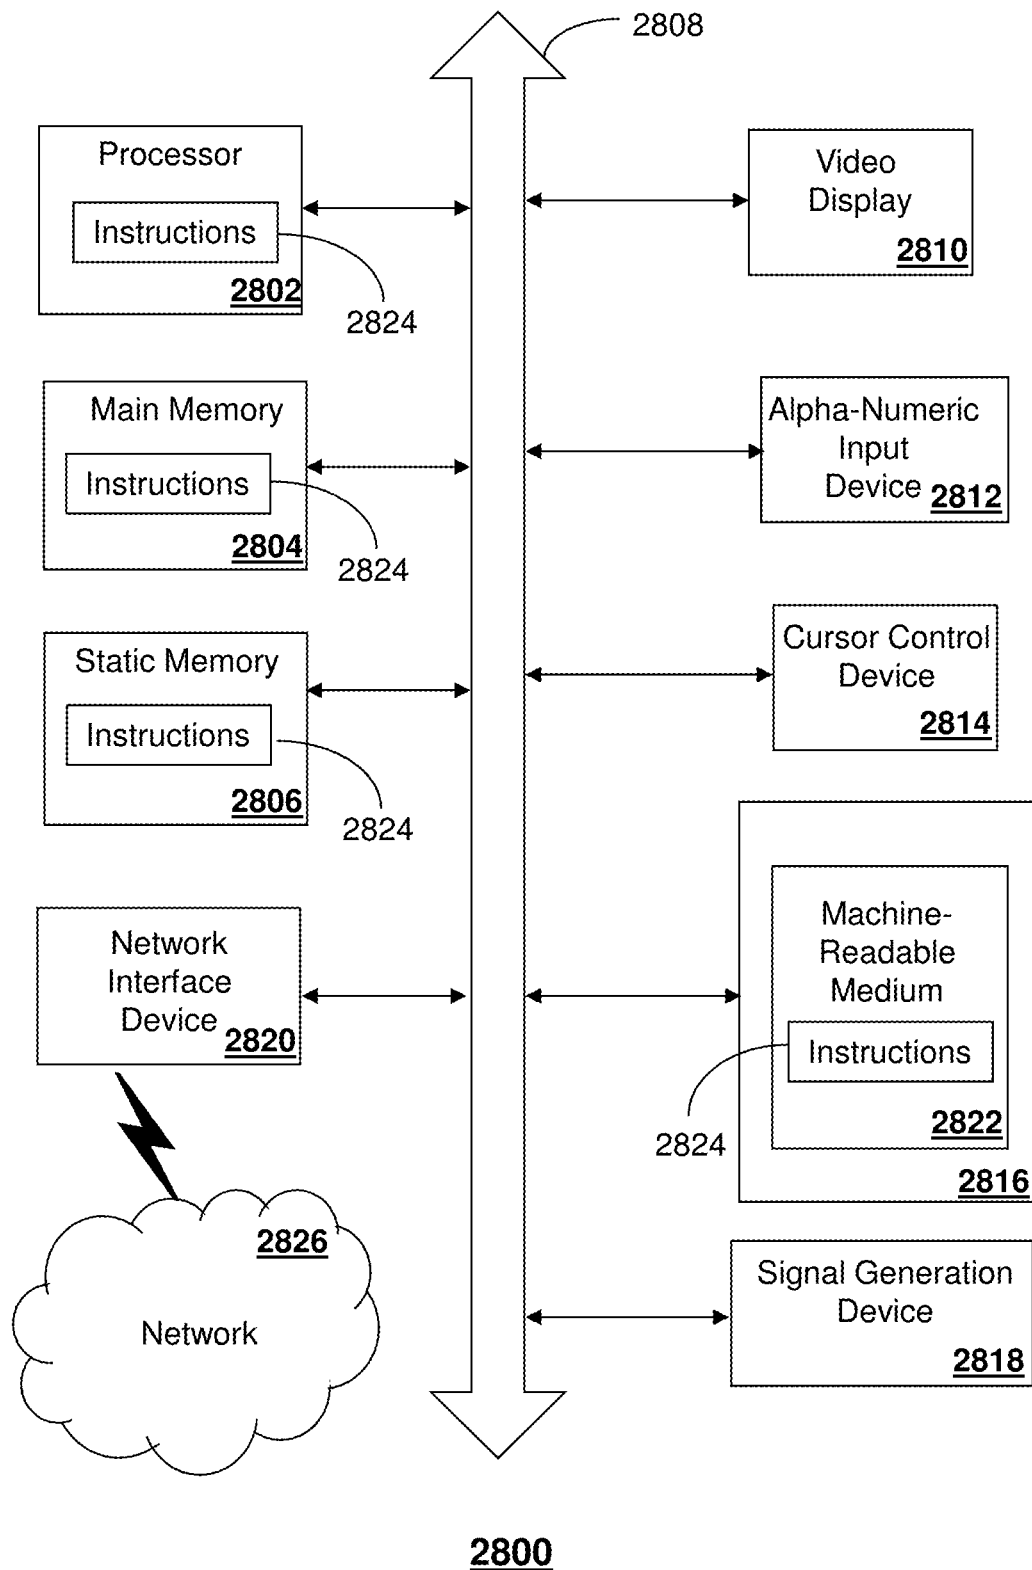 2808
Processor
Instructions
2802
2824
Main Memory
Instructions
2804
2824
Static Memory
Instructions
2806
2824
Network
Interface
Device
2820
2826
Network
Video
Display
2810
Alpha-Numeric
Input
Device
2812
Cursor Control
Device
2814
Machine-
Readable
Medium
Instructions
2824
2822
2816
Signal Generation
Device
2818
2800